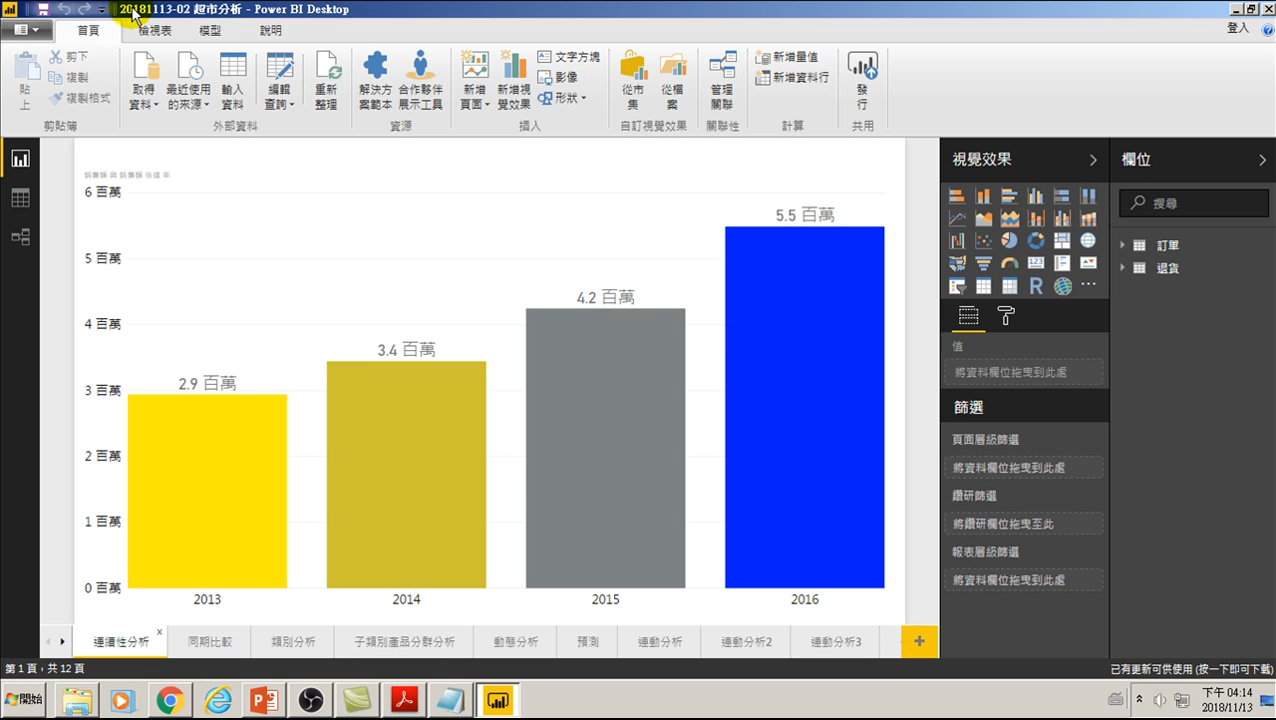 20181113-02 超市分析 - Power BI Desktop
首頁 檢視表 模型 說明 登入
貼上 剪下 複製 複製格式 剪貼簿
取得資料 最近使用的來源 輸入資料 編輯查詢 外部資料
重新整理
解決方案範本 合作夥伴展示工具 資源
新增頁面 新增視覺效果 文字方塊 影像 形狀 插入
從市集 從檔案 自訂視覺效果
管理關聯 關聯性
新增量值 新增資料行 計算
發行 共用
6 百萬
5 百萬
4 百萬
3 百萬
2 百萬
1 百萬
0 百萬
2.9 百萬
3.4 百萬
4.2 百萬
5.5 百萬
2013 2014 2015 2016
視覺效果
R
值
將資料欄位拖曳到此處
篩選
頁面層級篩選
將資料欄位拖曳到此處
鑽研篩選
將鑽研欄位拖曳至此
報表層級篩選
將資料欄位拖曳到此處
欄位
搜尋
訂單
退貨
連續性分析 同期比較 類別分析 子類別產品分群分析 動態分析 預測 連動分析 連動分析2 連動分析3
第 1 頁，共 12 頁
已有更新可供使用 (按一下即可下載)
開始
下午 04:14
2018/11/13